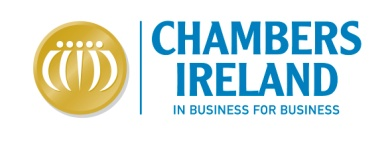 CHAMBERS
IRELAND
IN BUSINESS FOR BUSINESS